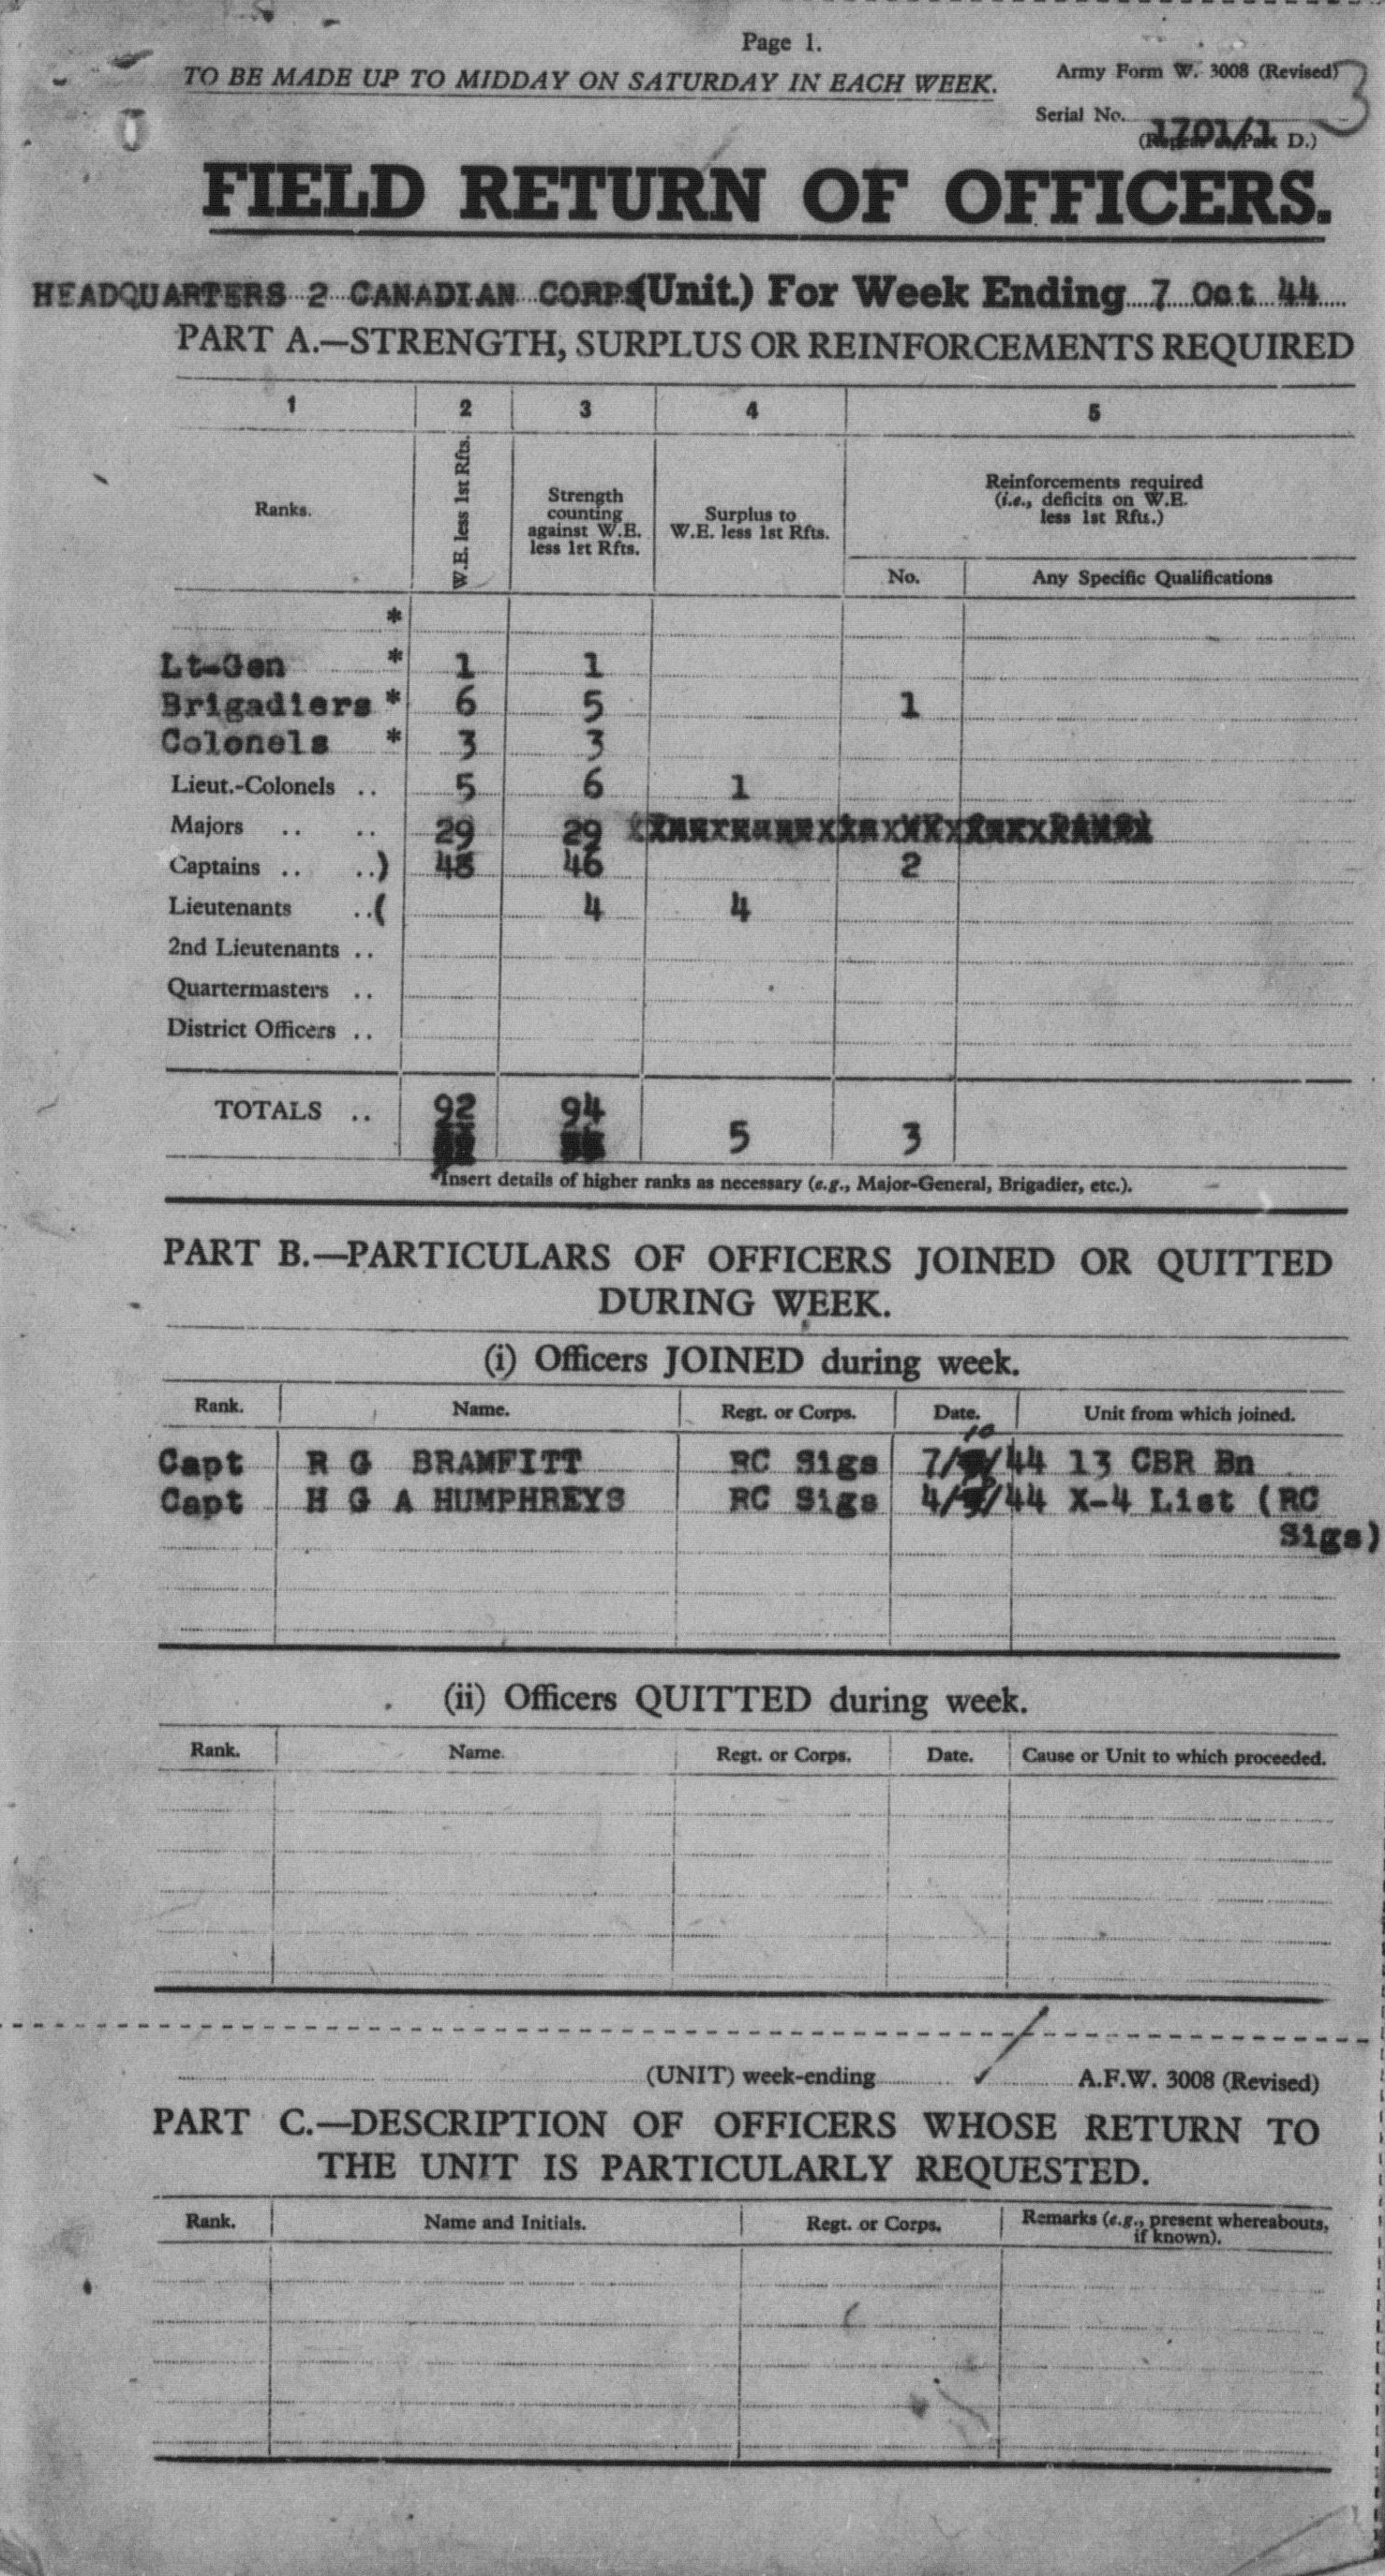 Page 1.
TO BE MADE UP TO MIDDAY ON SATURDAY IN EACH WEEK.
Army Form W. 3008 (Revised)
3
Serial No.
1701/1
(Repeat on Part D.)
FIELD RETURN OF OFFICERS.
HEADQUARTERS 2 CANADIAN CORPS (Unit.) For Week Ending 7 Oct 44
PART A.—STRENGTH, SURPLUS OR REINFORCEMENTS REQUIRED
1 2 3 4 5
Ranks.
W.E. less 1st Rfts.
Strength counting against W.E. less 1st Rfts.
Surplus to W.E. less 1st Rfts.
Reinforcements required (i.e., deficits on W.E. less 1st Rfts.)
No. Any Specific Qualifications
*
Lt-Gen * 1 1
Brigadiers * 6 5 1
Colonels * 3 3
Lieut.-Colonels .. 5 6 1
Majors .. .. 29 29
Captains .. ..) 48 46 2
Lieutenants ..( 4 4
2nd Lieutenants ..
Quartermasters ..
District Officers ..
TOTALS .. 92 94 5 3
*Insert details of higher ranks as necessary (e.g., Major-General, Brigadier, etc.).
PART B.—PARTICULARS OF OFFICERS JOINED OR QUITTED
DURING WEEK.
(i) Officers JOINED during week.
Rank. Name. Regt. or Corps. Date. Unit from which joined.
Capt R G BRAMFITT RC Sigs 7/10/44 13 CBR Bn
Capt H G A HUMPHREYS RC Sigs 4/ /44 X-4 List (RC
Sigs)
(ii) Officers QUITTED during week.
Rank. Name. Regt. or Corps. Date. Cause or Unit to which proceeded.
(UNIT) week-ending A.F.W. 3008 (Revised)
PART C.—DESCRIPTION OF OFFICERS WHOSE RETURN TO
THE UNIT IS PARTICULARLY REQUESTED.
Rank. Name and Initials. Regt. or Corps. Remarks (e.g., present whereabouts,
if known).